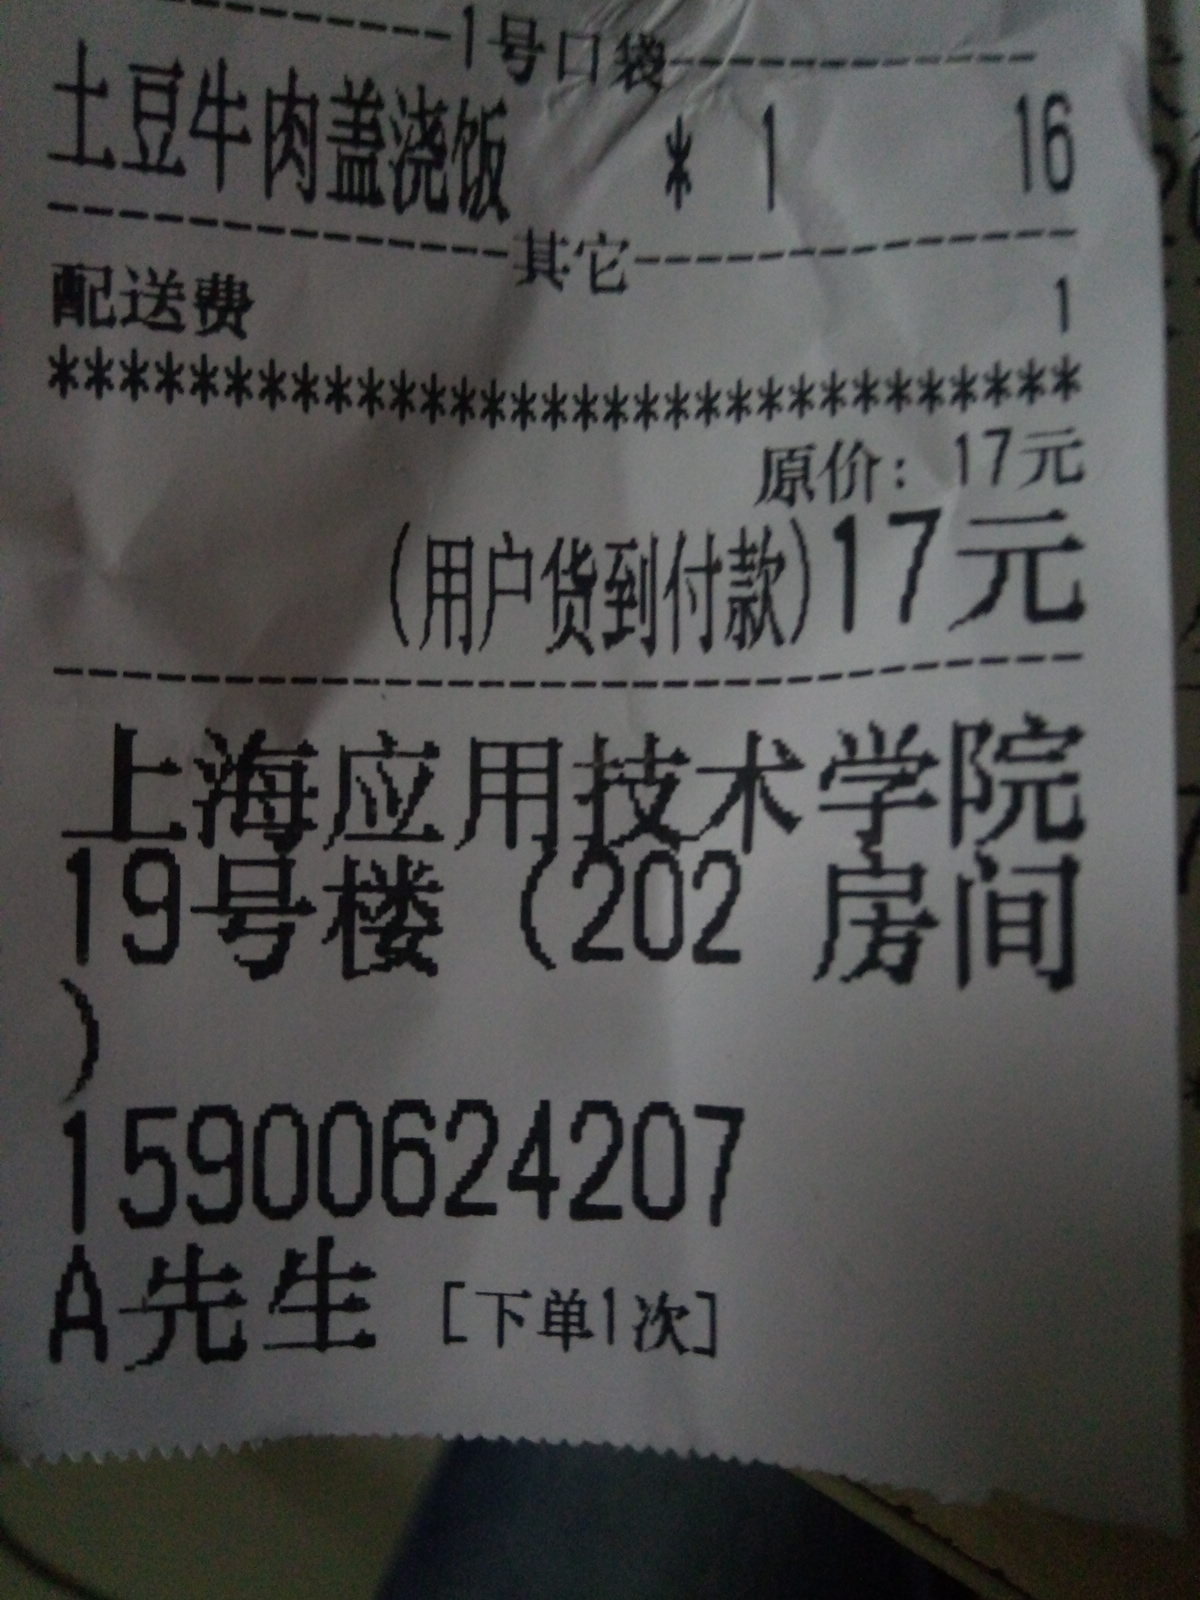 --------------1号口袋--------------
土豆牛肉盖浇饭 * 1 16
--------------其它--------------
配送费 1
********************************
原价: 17元
(用户货到付款)17元
--------------------------------
上海应用技术学院
19号楼 (202 房间
)
15900624207
A先生 [下单1次]